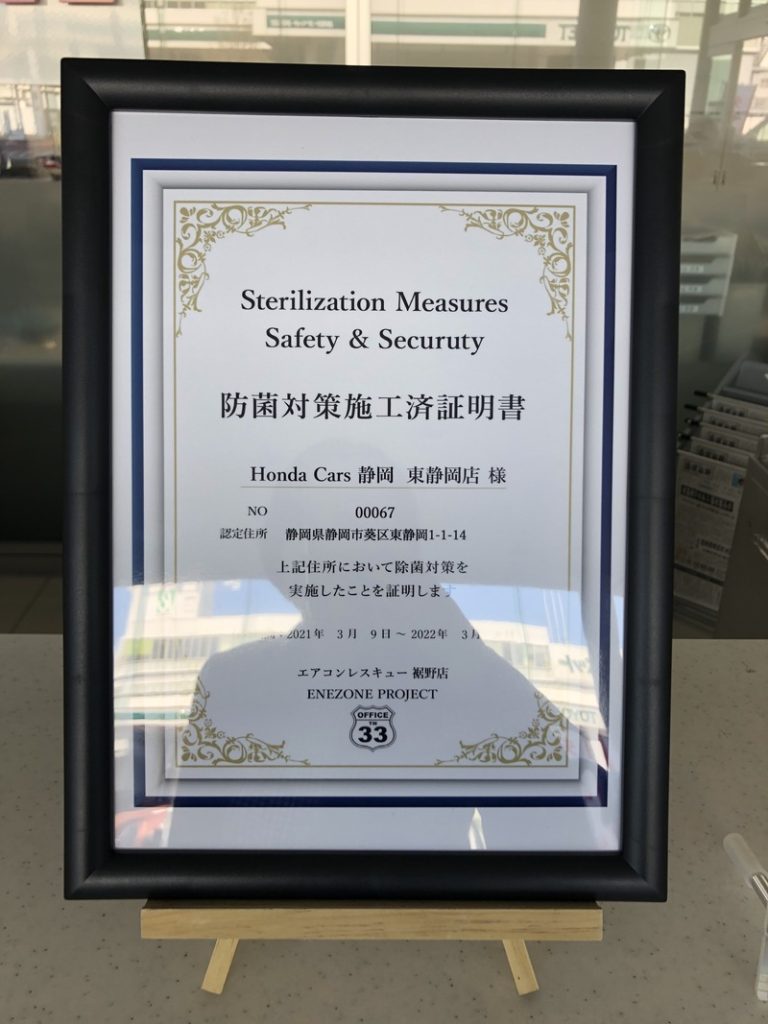 Sterilization Measures
Safety & Securuty
防菌対策施工済証明書
Honda Cars 静岡 東静岡店 様
NO 00067
認定住所 静岡県静岡市葵区東静岡1-1-14
上記住所において除菌対策を
実施したことを証明します
2021年 3月 9日〜2022年 3月
エアコンレスキュー 裾野店
ENEZONE PROJECT
OFFICE
33